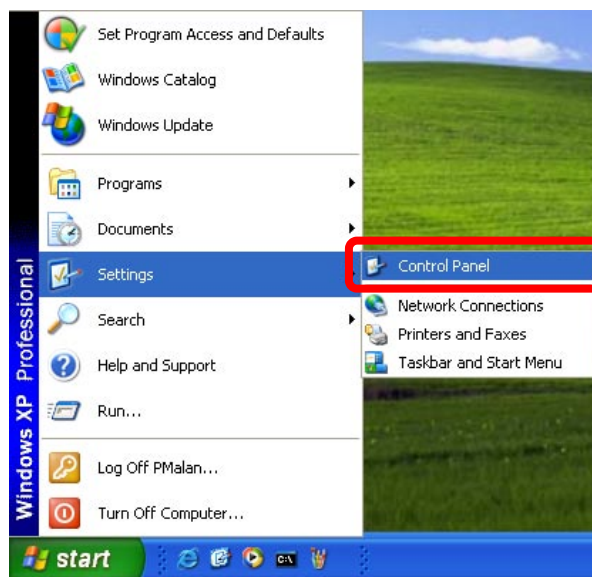 Set Program Access and Defaults
Windows Catalog
Windows Update
Programs
Documents
Settings
Search
Help and Support
Run...
Log Off PMalan...
Turn Off Computer...
Control Panel
Network Connections
Printers and Faxes
Taskbar and Start Menu
Windows XP Professional
start
C:\